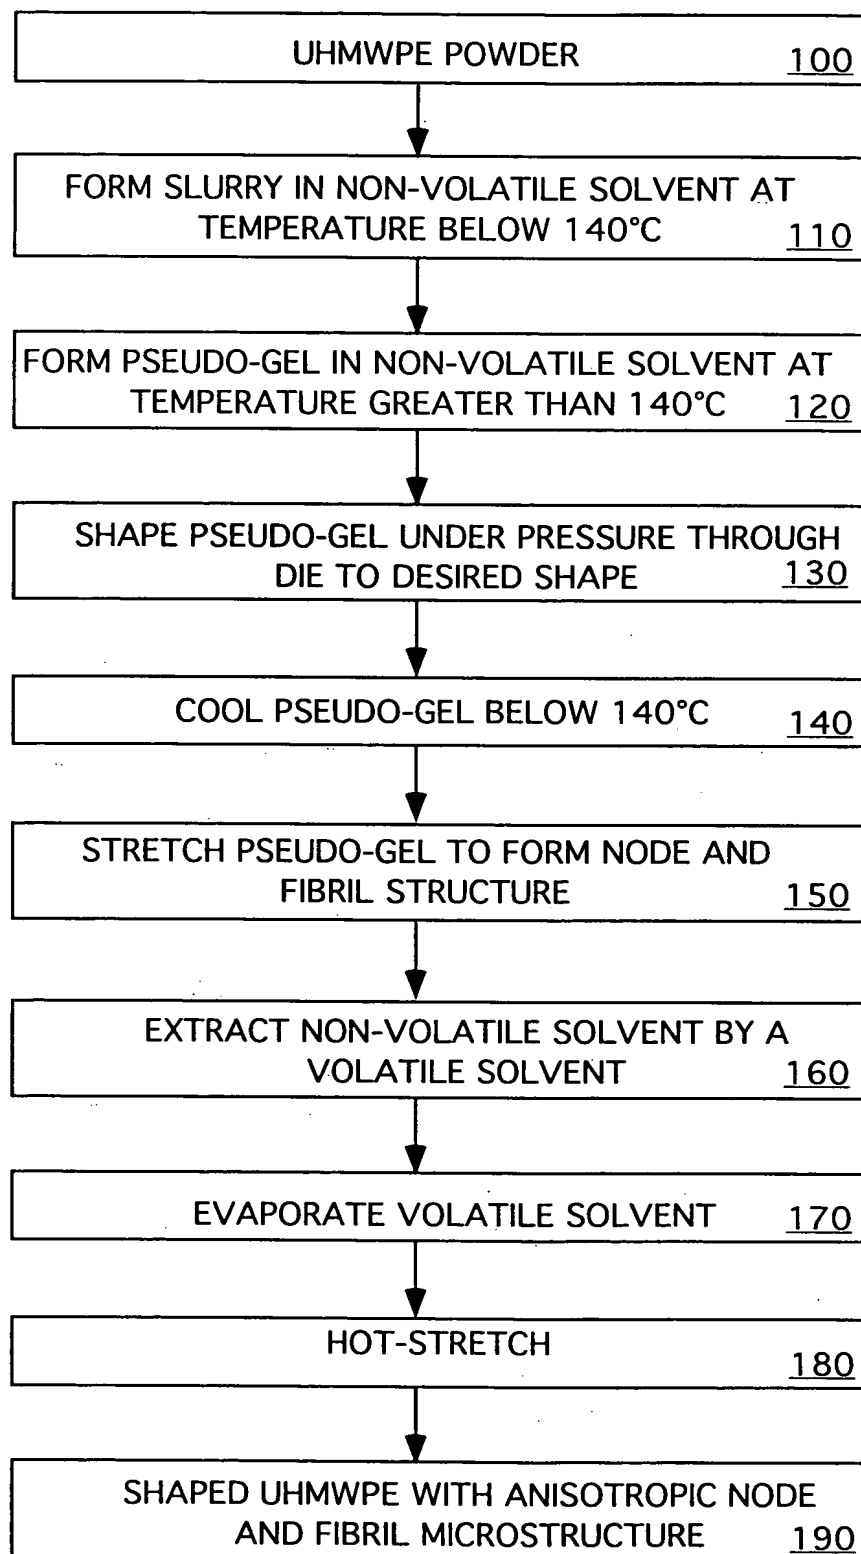 UHMWPE POWDER 100
FORM SLURRY IN NON-VOLATILE SOLVENT AT
TEMPERATURE BELOW 140°C 110
FORM PSEUDO-GEL IN NON-VOLATILE SOLVENT AT
TEMPERATURE GREATER THAN 140°C 120
SHAPE PSEUDO-GEL UNDER PRESSURE THROUGH
DIE TO DESIRED SHAPE 130
COOL PSEUDO-GEL BELOW 140°C 140
STRETCH PSEUDO-GEL TO FORM NODE AND
FIBRIL STRUCTURE 150
EXTRACT NON-VOLATILE SOLVENT BY A
VOLATILE SOLVENT 160
EVAPORATE VOLATILE SOLVENT 170
HOT-STRETCH 180
SHAPED UHMWPE WITH ANISOTROPIC NODE
AND FIBRIL MICROSTRUCTURE 190